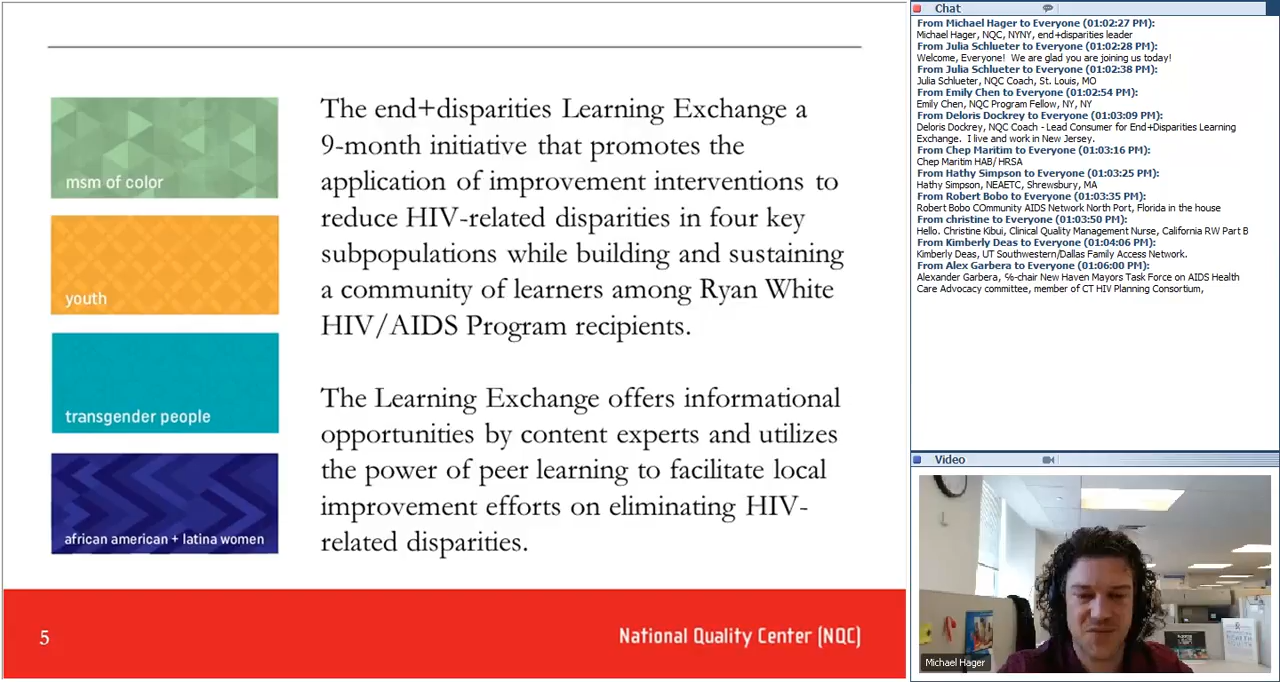 msm of color
youth
transgender people
african american + latina women
The end+disparities Learning Exchange a
9-month initiative that promotes the
application of improvement interventions to
reduce HIV-related disparities in four key
subpopulations while building and sustaining
a community of learners among Ryan White
HIV/AIDS Program recipients.
The Learning Exchange offers informational
opportunities by content experts and utilizes
the power of peer learning to facilitate local
improvement efforts on eliminating HIV-
related disparities.
5
National Quality Center (NQC)
Chat
From Michael Hager to Everyone (01:02:27 PM):
Michael Hager, NQC, NYNY, end+disparities leader
From Julia Schlueter to Everyone (01:02:28 PM):
Welcome, Everyone! We are glad you are joining us today!
From Julia Schlueter to Everyone (01:02:38 PM):
Julia Schlueter, NQC Coach, St. Louis, MO
From Emily Chen to Everyone (01:02:54 PM):
Emily Chen, NQC Program Fellow, NY, NY
From Deloris Dockrey to Everyone (01:03:09 PM):
Deloris Dockrey, NQC Coach - Lead Consumer for End+Disparities Learning
Exchange. I live and work in New Jersey.
From Chep Maritim to Everyone (01:03:16 PM):
Chep Maritim HAB/ HRSA
From Hathy Simpson to Everyone (01:03:25 PM):
Hathy Simpson, NEAETC, Shrewsbury, MA
From Robert Bobo to Everyone (01:03:35 PM):
Robert Bobo Community AIDS Network North Port, Florida in the house
From christine to Everyone (01:03:50 PM):
Hello. Christine Kibui, Clinical Quality Management Nurse, California RW Part B
From Kimberly Deas to Everyone (01:04:06 PM):
Kimberly Deas, UT Southwestern/Dallas Family Access Network.
From Alex Garbera to Everyone (01:06:00 PM):
Alexander Garbera, ℅-chair New Haven Mayors Task Force on AIDS Health
Care Advocacy committee, member of CT HIV Planning Consortium,
Video
Michael Hager